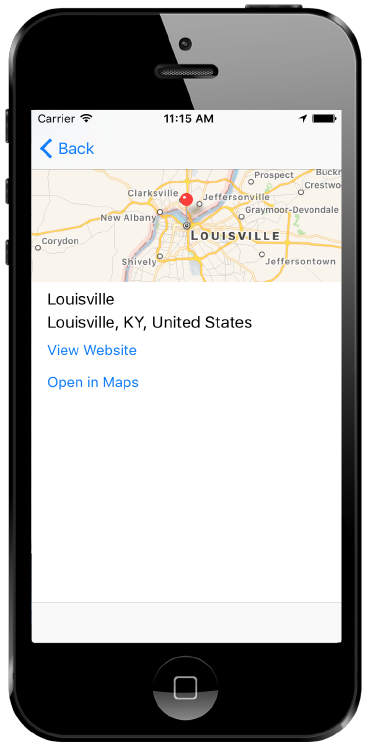 Carrier 11:15 AM
Back
Prospect
Buckn
Clarksville
Crestwo
Jeffersonville
New Albany
Graymoor-Devondale
LOUISVILLE
Corydon
Shively
Jeffersontown
Louisville
Louisville, KY, United States
View Website
Open in Maps